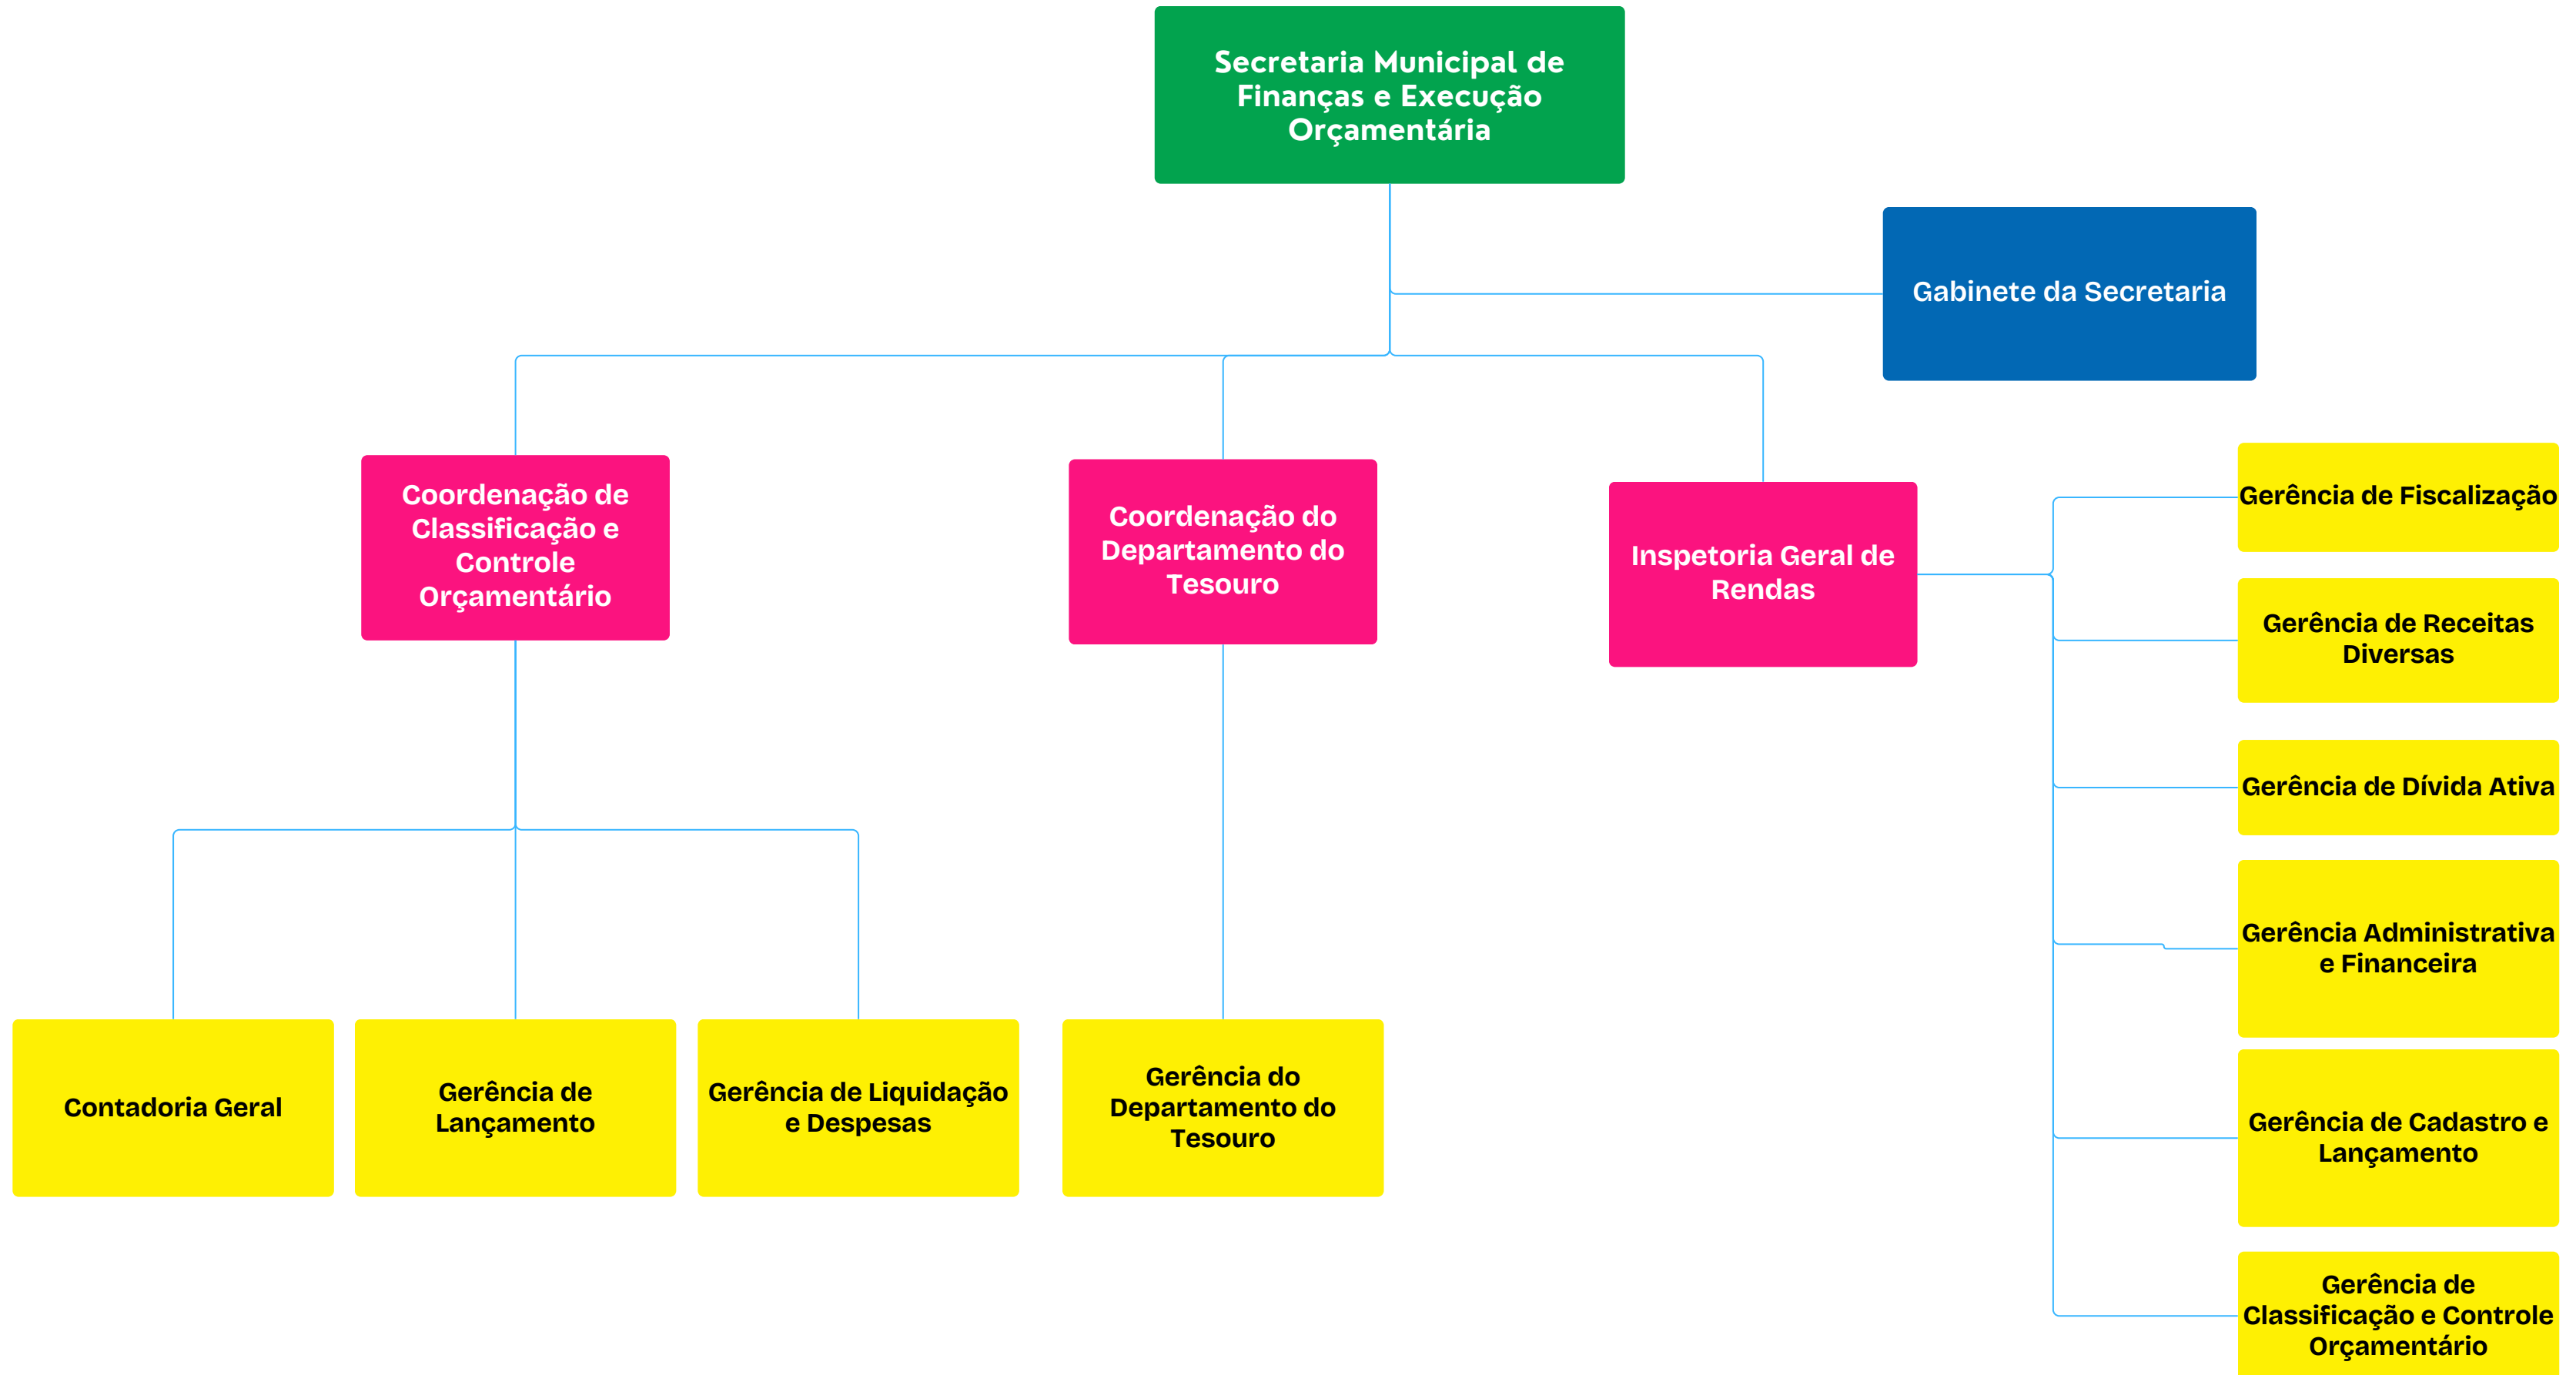 Secretaria Municipal de
Finanças e Execução
Orçamentária
Gabinete da Secretaria
Coordenação de
Classificação e
Controle
Orçamentário
Coordenação do
Departamento do
Tesouro
Inspetoria Geral de
Rendas
Gerência de Fiscalização
Gerência de Receitas
Diversas
Gerência de Dívida Ativa
Gerência Administrativa
e Financeira
Gerência de Cadastro e
Lançamento
Gerência de
Classificação e Controle
Orçamentário
Contadoria Geral
Gerência de
Lançamento
Gerência de Liquidação
e Despesas
Gerência do
Departamento do
Tesouro